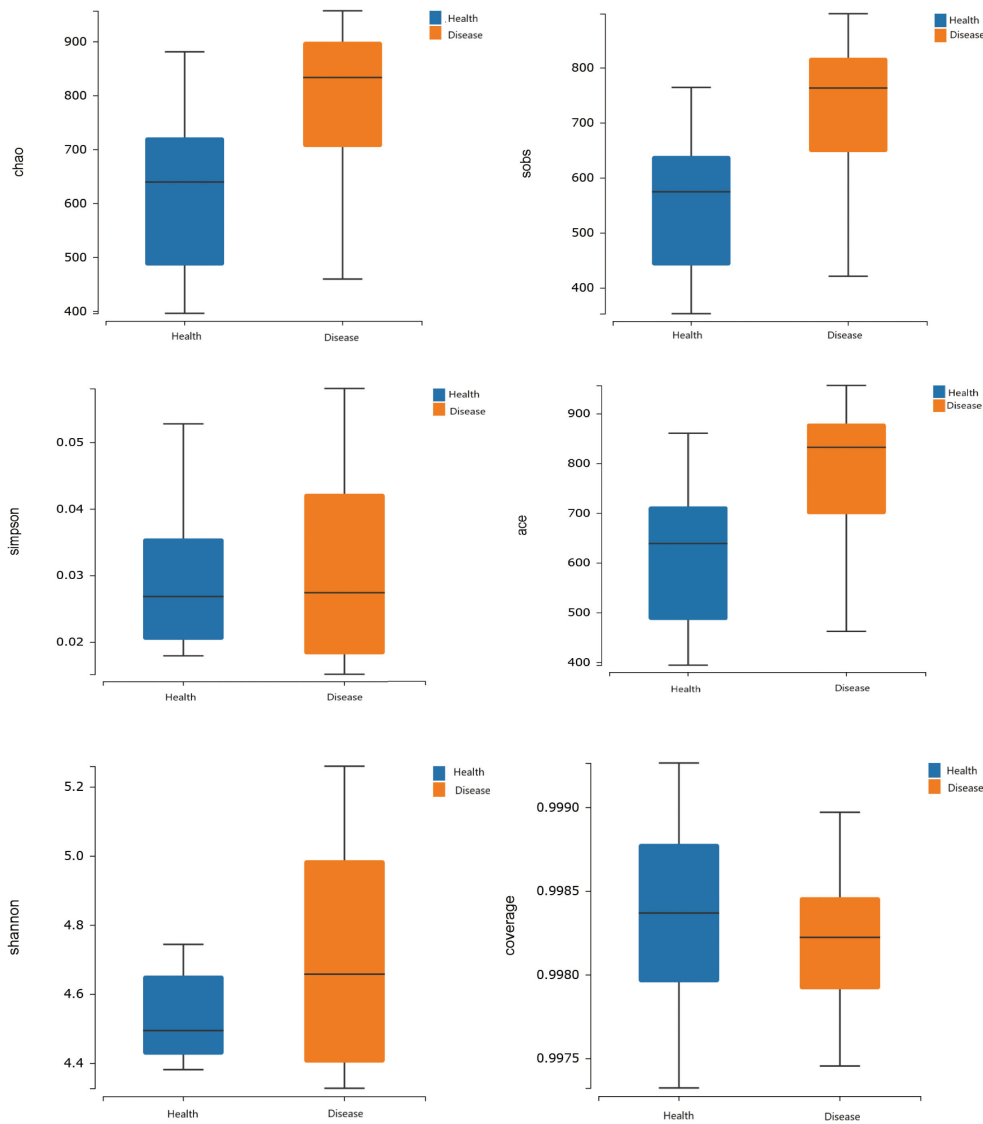 chao
900
800
700
600
500
400
Health
Disease
Health
Disease
sobs
800
700
600
500
400
Health
Disease
Health
Disease
simpson
0.05
0.04
0.03
0.02
Health
Disease
Health
Disease
ace
900
800
700
600
500
400
Health
Disease
Health
Disease
shannon
5.2
5.0
4.8
4.6
4.4
Health
Disease
Health
Disease
coverage
0.9990
0.9985
0.9980
0.9975
Health
Disease
Health
Disease